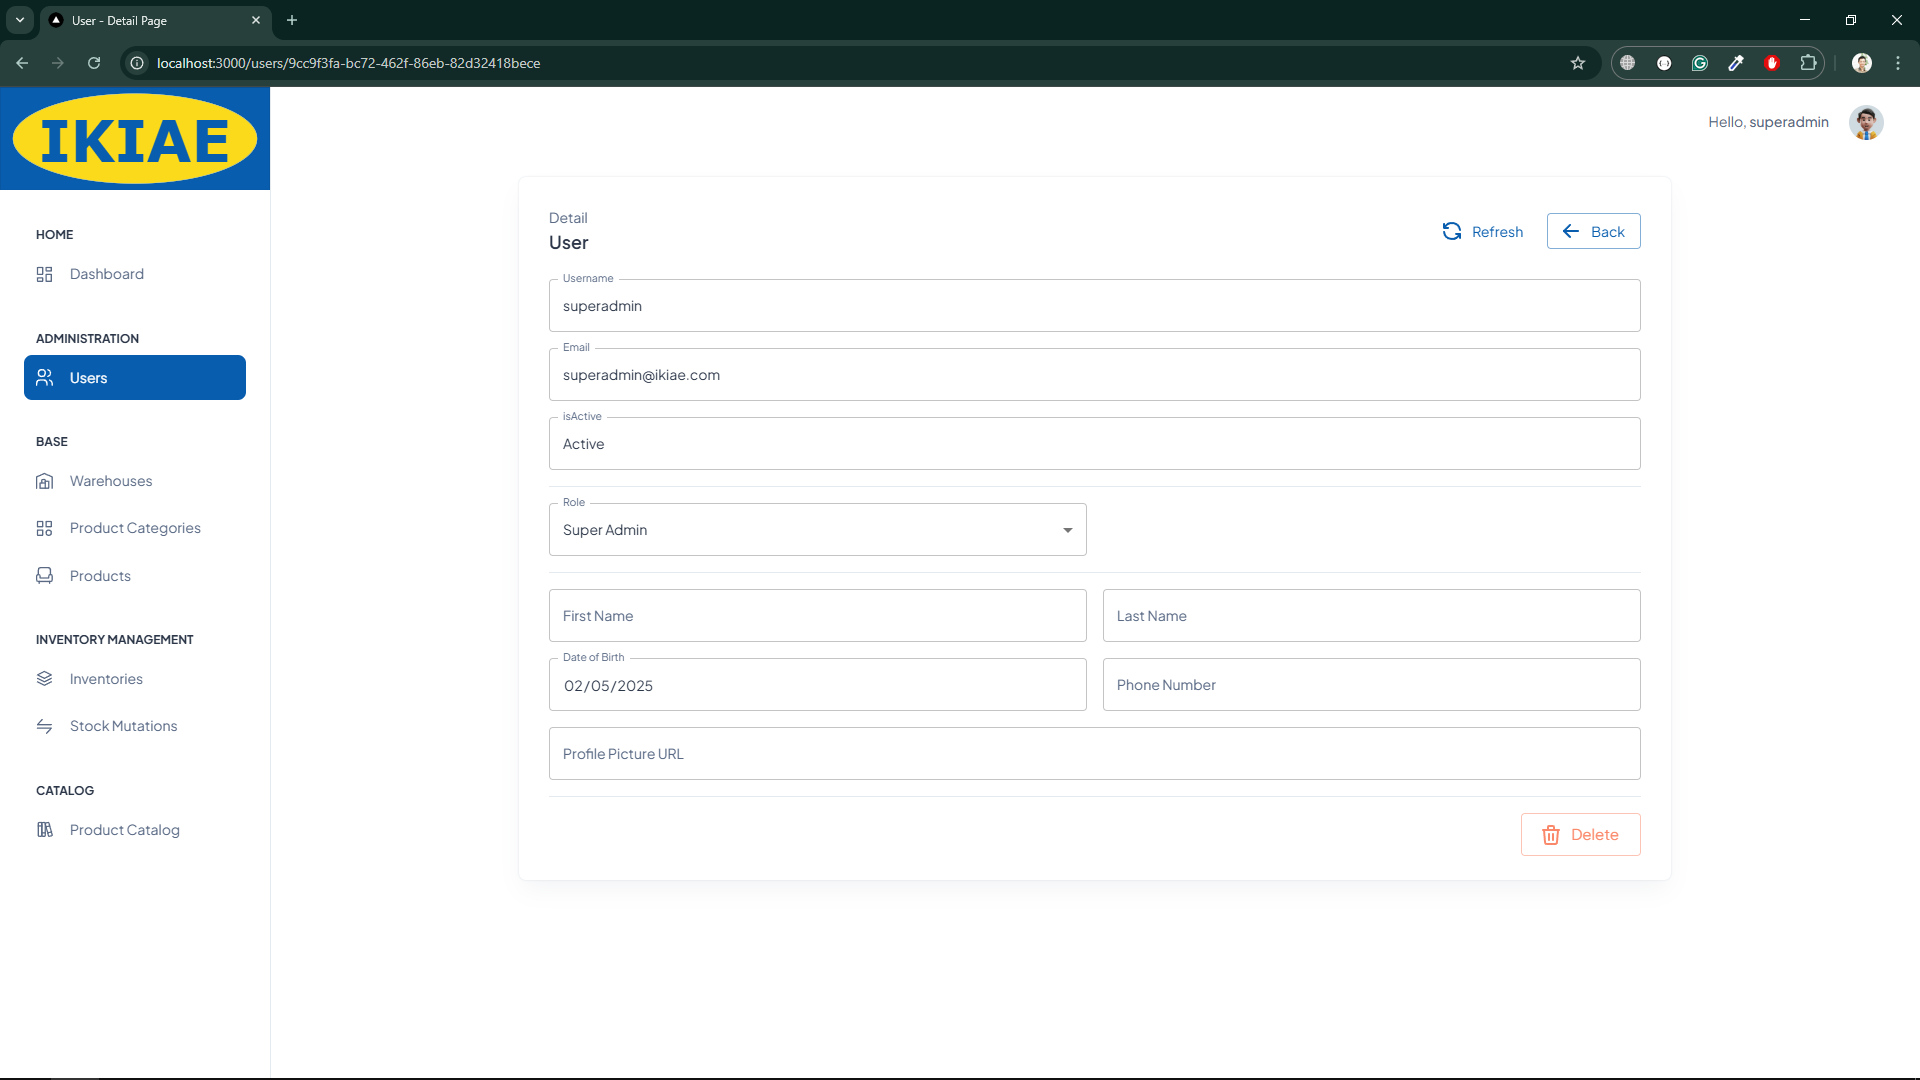 User - Detail Page
localhost:3000/users/9cc9f3fa-bc72-462f-86eb-82d32418bece
IKIAE
Hello, superadmin
HOME
Dashboard
ADMINISTRATION
Users
BASE
Warehouses
Product Categories
Products
INVENTORY MANAGEMENT
Inventories
Stock Mutations
CATALOG
Product Catalog
Detail
User
Refresh
Back
Username
superadmin
Email
superadmin@ikiae.com
isActive
Active
Role
Super Admin
First Name
Last Name
Date of Birth
02/05/2025
Phone Number
Profile Picture URL
Delete